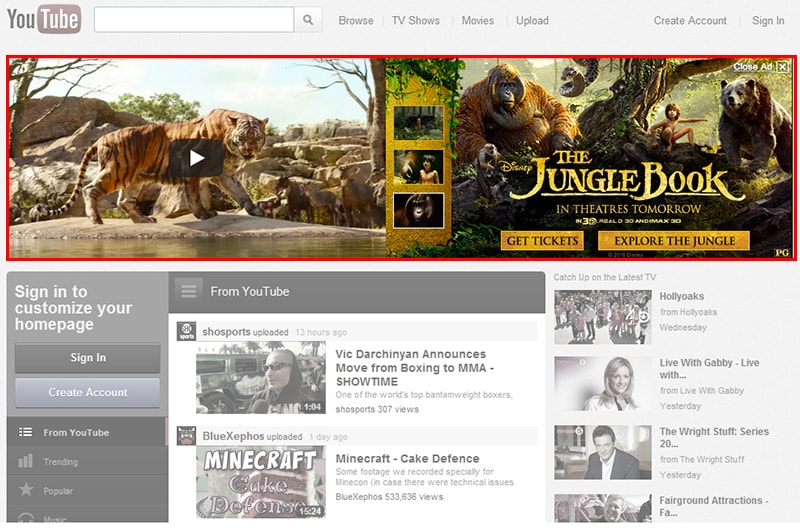 YouTube
Browse | TV Shows | Movies | Upload
Create Account | Sign In
Close Ad X
Disney
THE
JUNGLE BOOK
IN THEATRES TOMORROW
IN 3D, REAL D 3D AND IMAX 3D
GET TICKETS
EXPLORE THE JUNGLE
PG
Sign in to
customize your
homepage
Sign In
Create Account
From YouTube
Trending
Popular
Music
From YouTube
shosports uploaded 13 hours ago
Vic Darchinyan Announces
Move from Boxing to MMA -
SHOWTIME
One of the world's top bantamweight boxers,
shosports 307 views
1:04
BlueXephos uploaded 1 day ago
MINECRAFT
Cake
Defense
12:24
Minecraft - Cake Defence
Some footage we recorded specially for
Minecon (in case there were technical issues
BlueXephos 533,636 views
Catch Up on the Latest TV
Hollyoaks
from Hollyoaks
Wednesday
Live With Gabby - Live
with...
from Live With Gabby
Yesterday
The Wright Stuff: Series
20...
from The Wright Stuff
Yesterday
Fairground Attractions -
Fa...
from Fairground Attractions